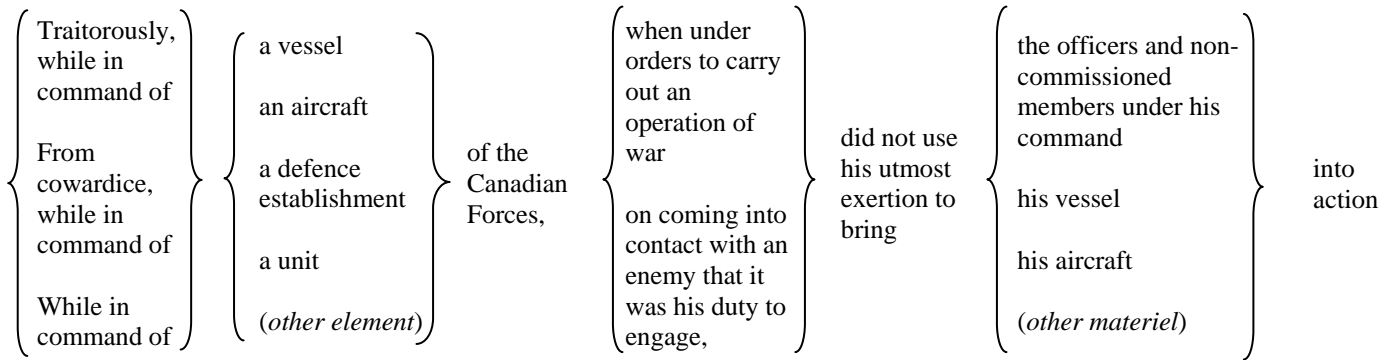 Traitorously,
while in
command of
From
cowardice,
while in
command of
While in
command of
a vessel
an aircraft
a defence
establishment
a unit
(other element)
of the
Canadian
Forces,
when under
orders to carry
out an
operation of
war
on coming into
contact with an
enemy that it
was his duty to
engage,
did not use
his utmost
exertion to
bring
the officers and non-
commissioned
members under his
command
his vessel
his aircraft
(other materiel)
into
action